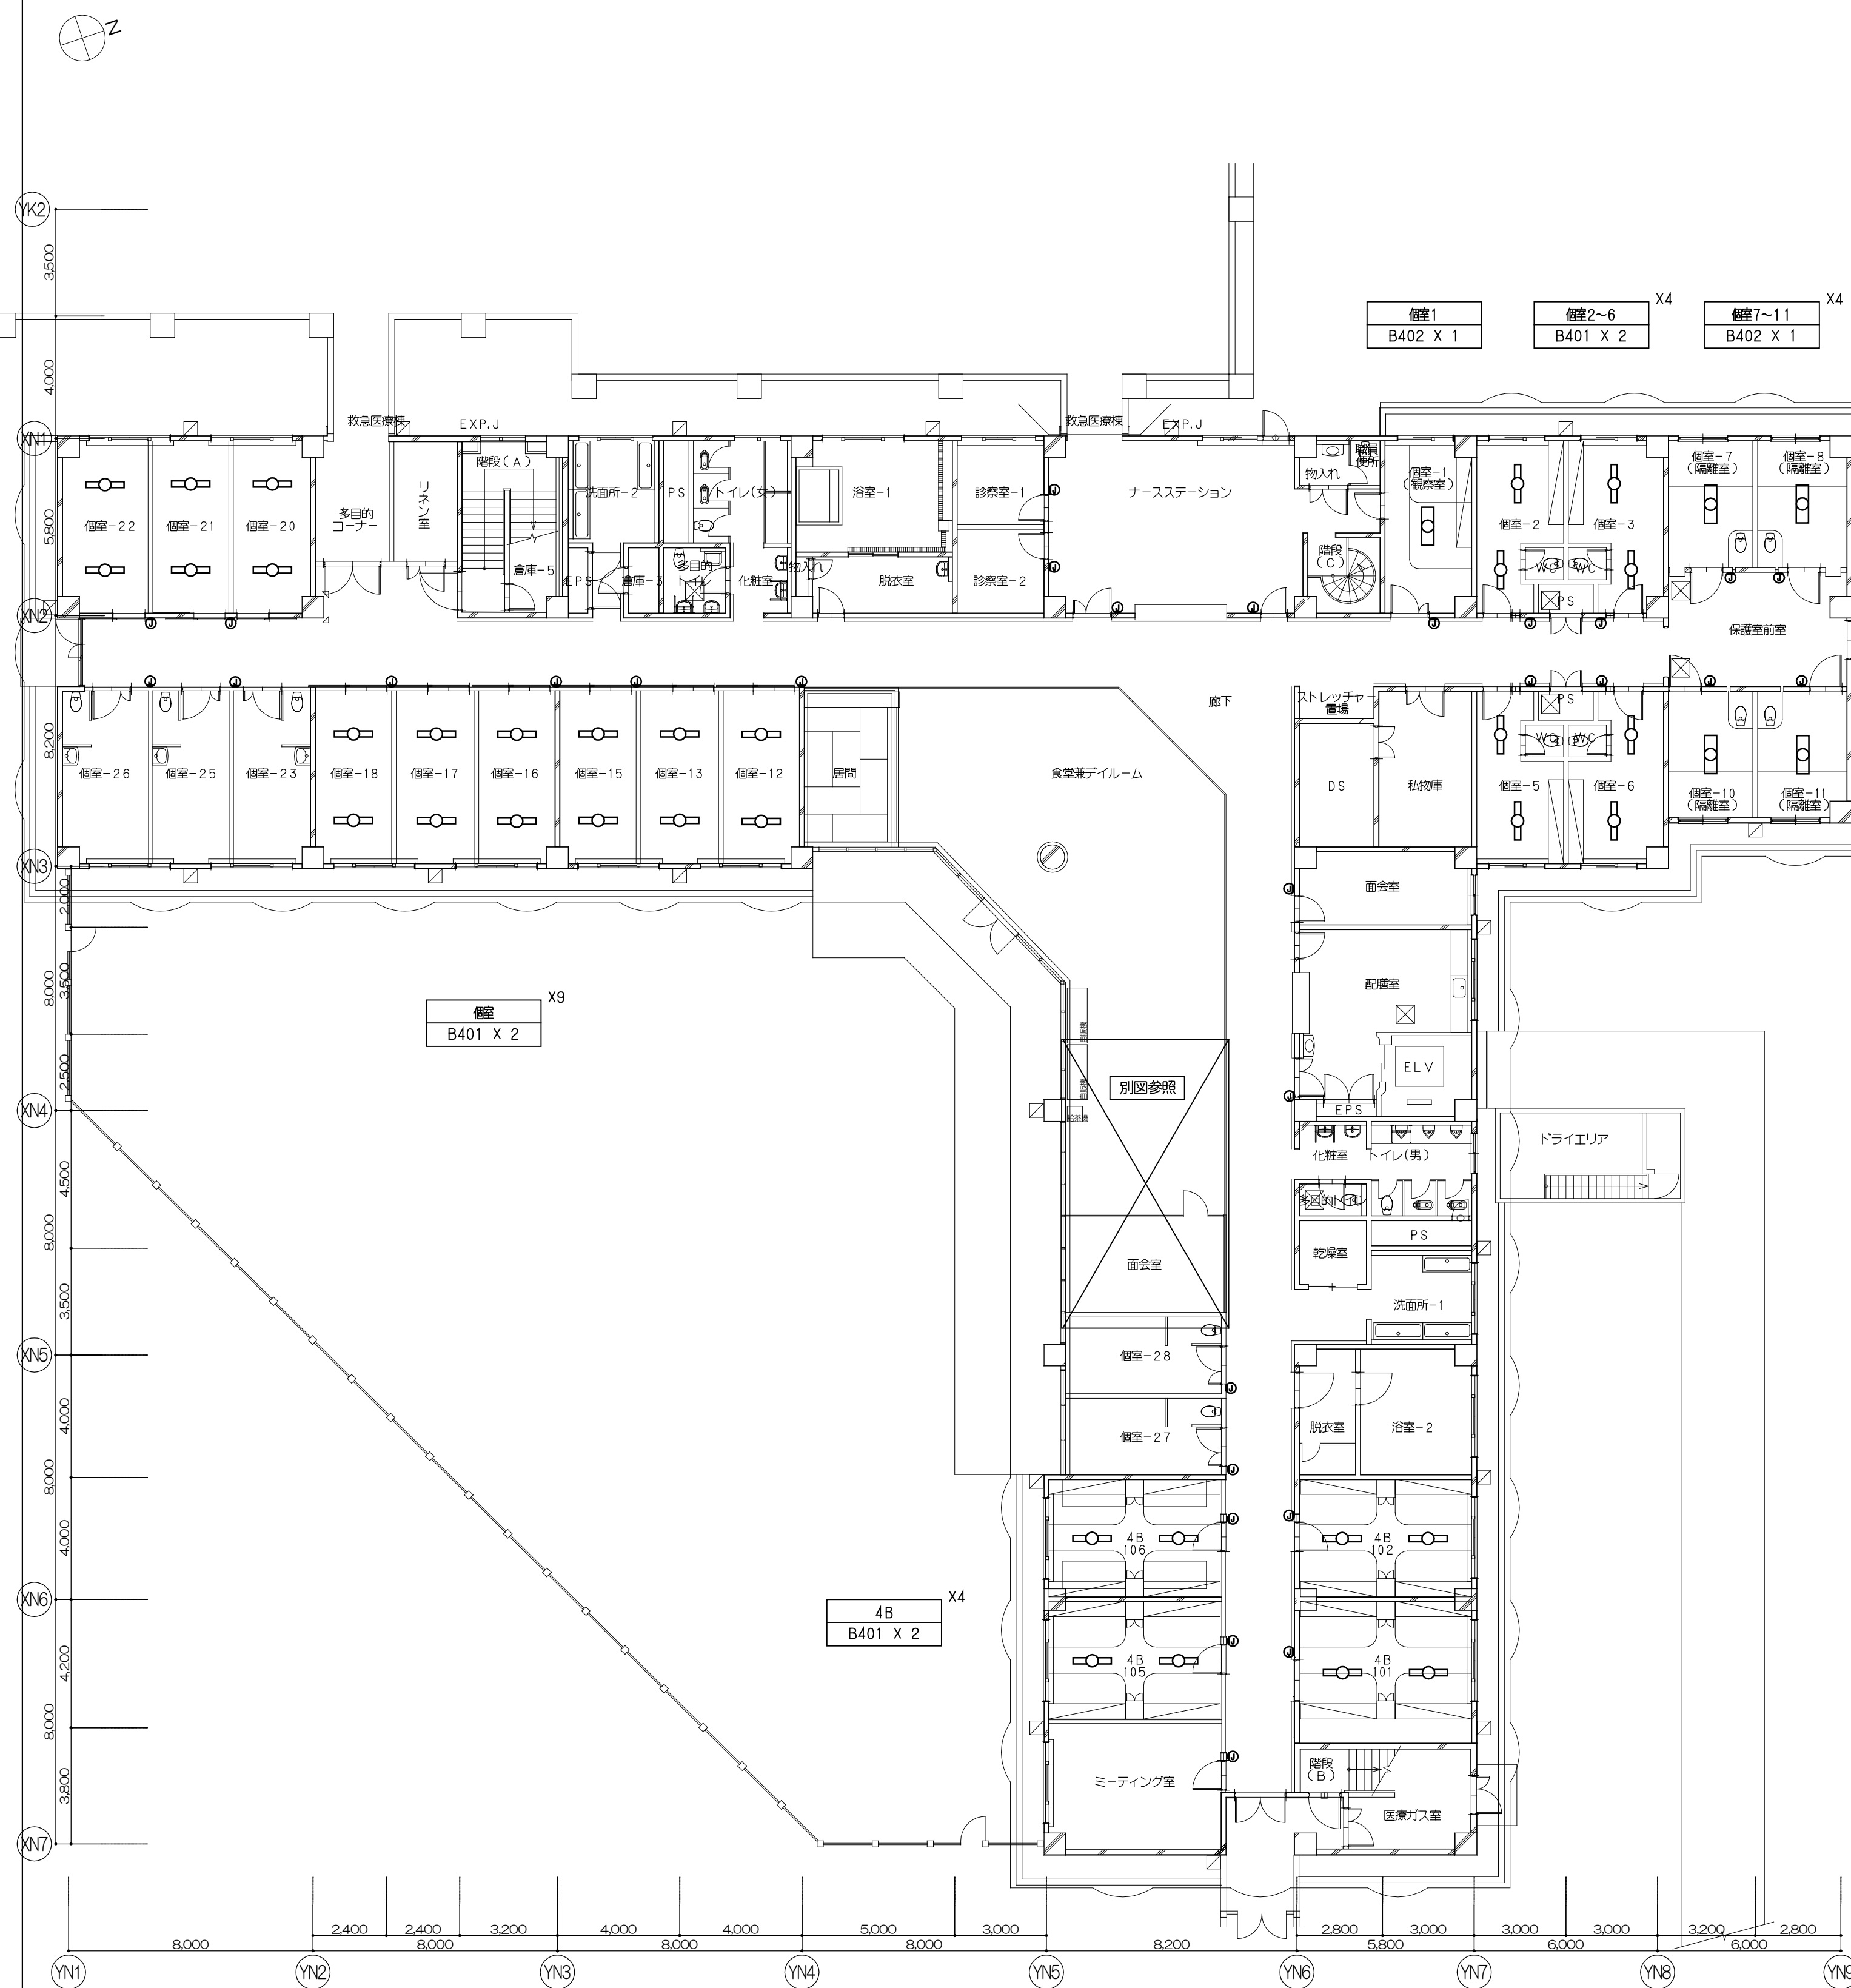 N
YK2
3,500
4,000
個室1
B402 X 1
個室2~6
B401 X 2
X4
個室7~11
B402 X 1
X4
XN1
救急医療棟
EXP.J
救急医療棟
EXP.J
5,800
個室-22
個室-21
個室-20
多目的
コーナー
リネン室
階段(A)
倉庫-5
EPS
洗面所-2
倉庫-3
PS
トイレ(女)
多目的
トイレ
化粧室
物入れ
浴室-1
脱衣室
診察室-1
診察室-2
ナースステーション
物入れ
職員
便所
階段
(C)
個室-1
(観察室)
個室-2
個室-3
WC
WC
PS
個室-7
(隔離室)
個室-8
(隔離室)
保護室前室
XN2
J
8,200
個室-26
個室-25
個室-23
個室-18
個室-17
個室-16
個室-15
個室-13
個室-12
居間
食堂兼デイルーム
廊下
ストレッチャー
置場
DS
私物庫
PS
WC
WC
個室-5
個室-6
個室-10
(隔離室)
個室-11
(隔離室)
XN3
2,000
3,500
2,500
8,000
個室
B401 X 2
X9
面会室
配膳室
ELV
EPS
自販機
自販機
給茶機
別図参照
面会室
XN4
4,500
3,500
8,000
化粧室
トイレ(男)
多目的トイレ
PS
乾燥室
洗面所-1
ドライエリア
XN5
4,000
4,000
8,000
個室-28
個室-27
脱衣室
浴室-2
4B
106
4B
102
XN6
4,200
3,800
8,000
4B
B401 X 2
X4
4B
105
4B
101
ミーティング室
階段
(B)
医療ガス室
XN7
2,400
2,400
3,200
4,000
4,000
5,000
3,000
2,800
3,000
3,000
3,000
3,200
2,800
8,000
8,000
8,000
8,000
8,200
5,800
6,000
6,000
YN1
YN2
YN3
YN4
YN5
YN6
YN7
YN8
YN9